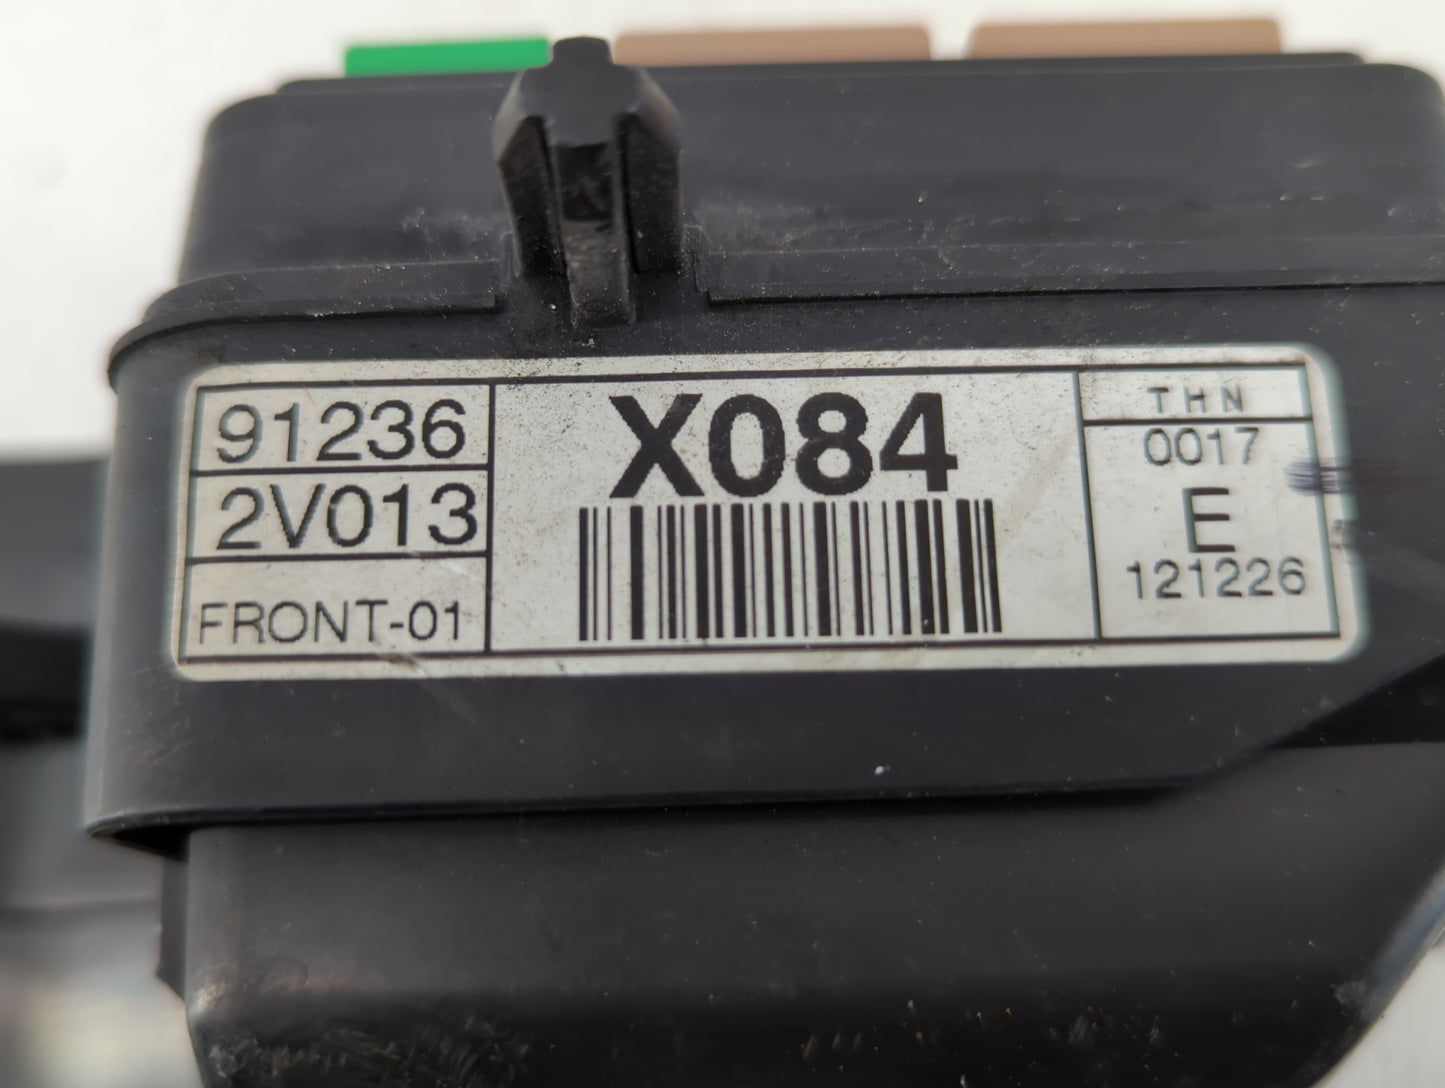 91236
2V013
FRONT-01
X084
THN
0017
E
121226